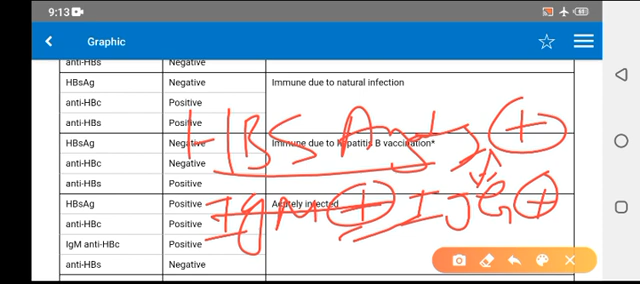 9:13
Graphic
anti-HBs Negative
HBsAg Negative Immune due to natural infection
anti-HBc Positive
anti-HBs Positive
HBsAg Negative Immune due to hepatitis B vaccination*
anti-HBc Negative
anti-HBs Positive
HBsAg Positive Acutely infected
anti-HBc Positive
IgM anti-HBc Positive
anti-HBs Negative
HBS +
IgM + IgG +